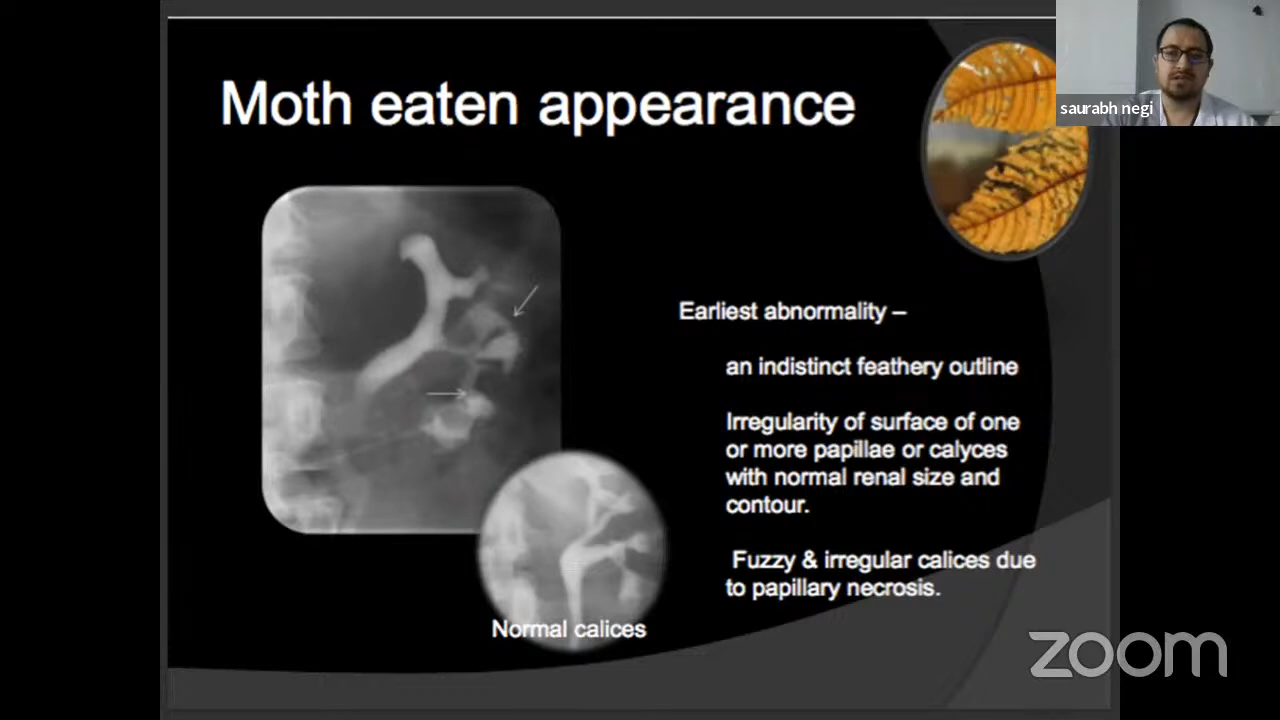 Moth eaten appearance
saurabh negi
Earliest abnormality –
an indistinct feathery outline
Irregularity of surface of one
or more papillae or calyces
with normal renal size and
contour.
Fuzzy & irregular calices due
to papillary necrosis.
Normal calices
zoom